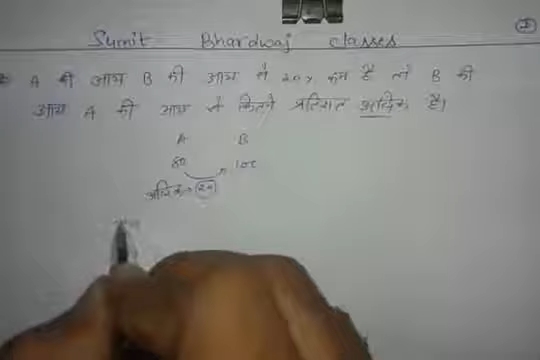 Sumit Bhardwaj classes
A की आय B की आय से 20% कम है तो B की
आय A की आय से कितने प्रतिशत अधिक है।
A B
80 100
अधिक = 20